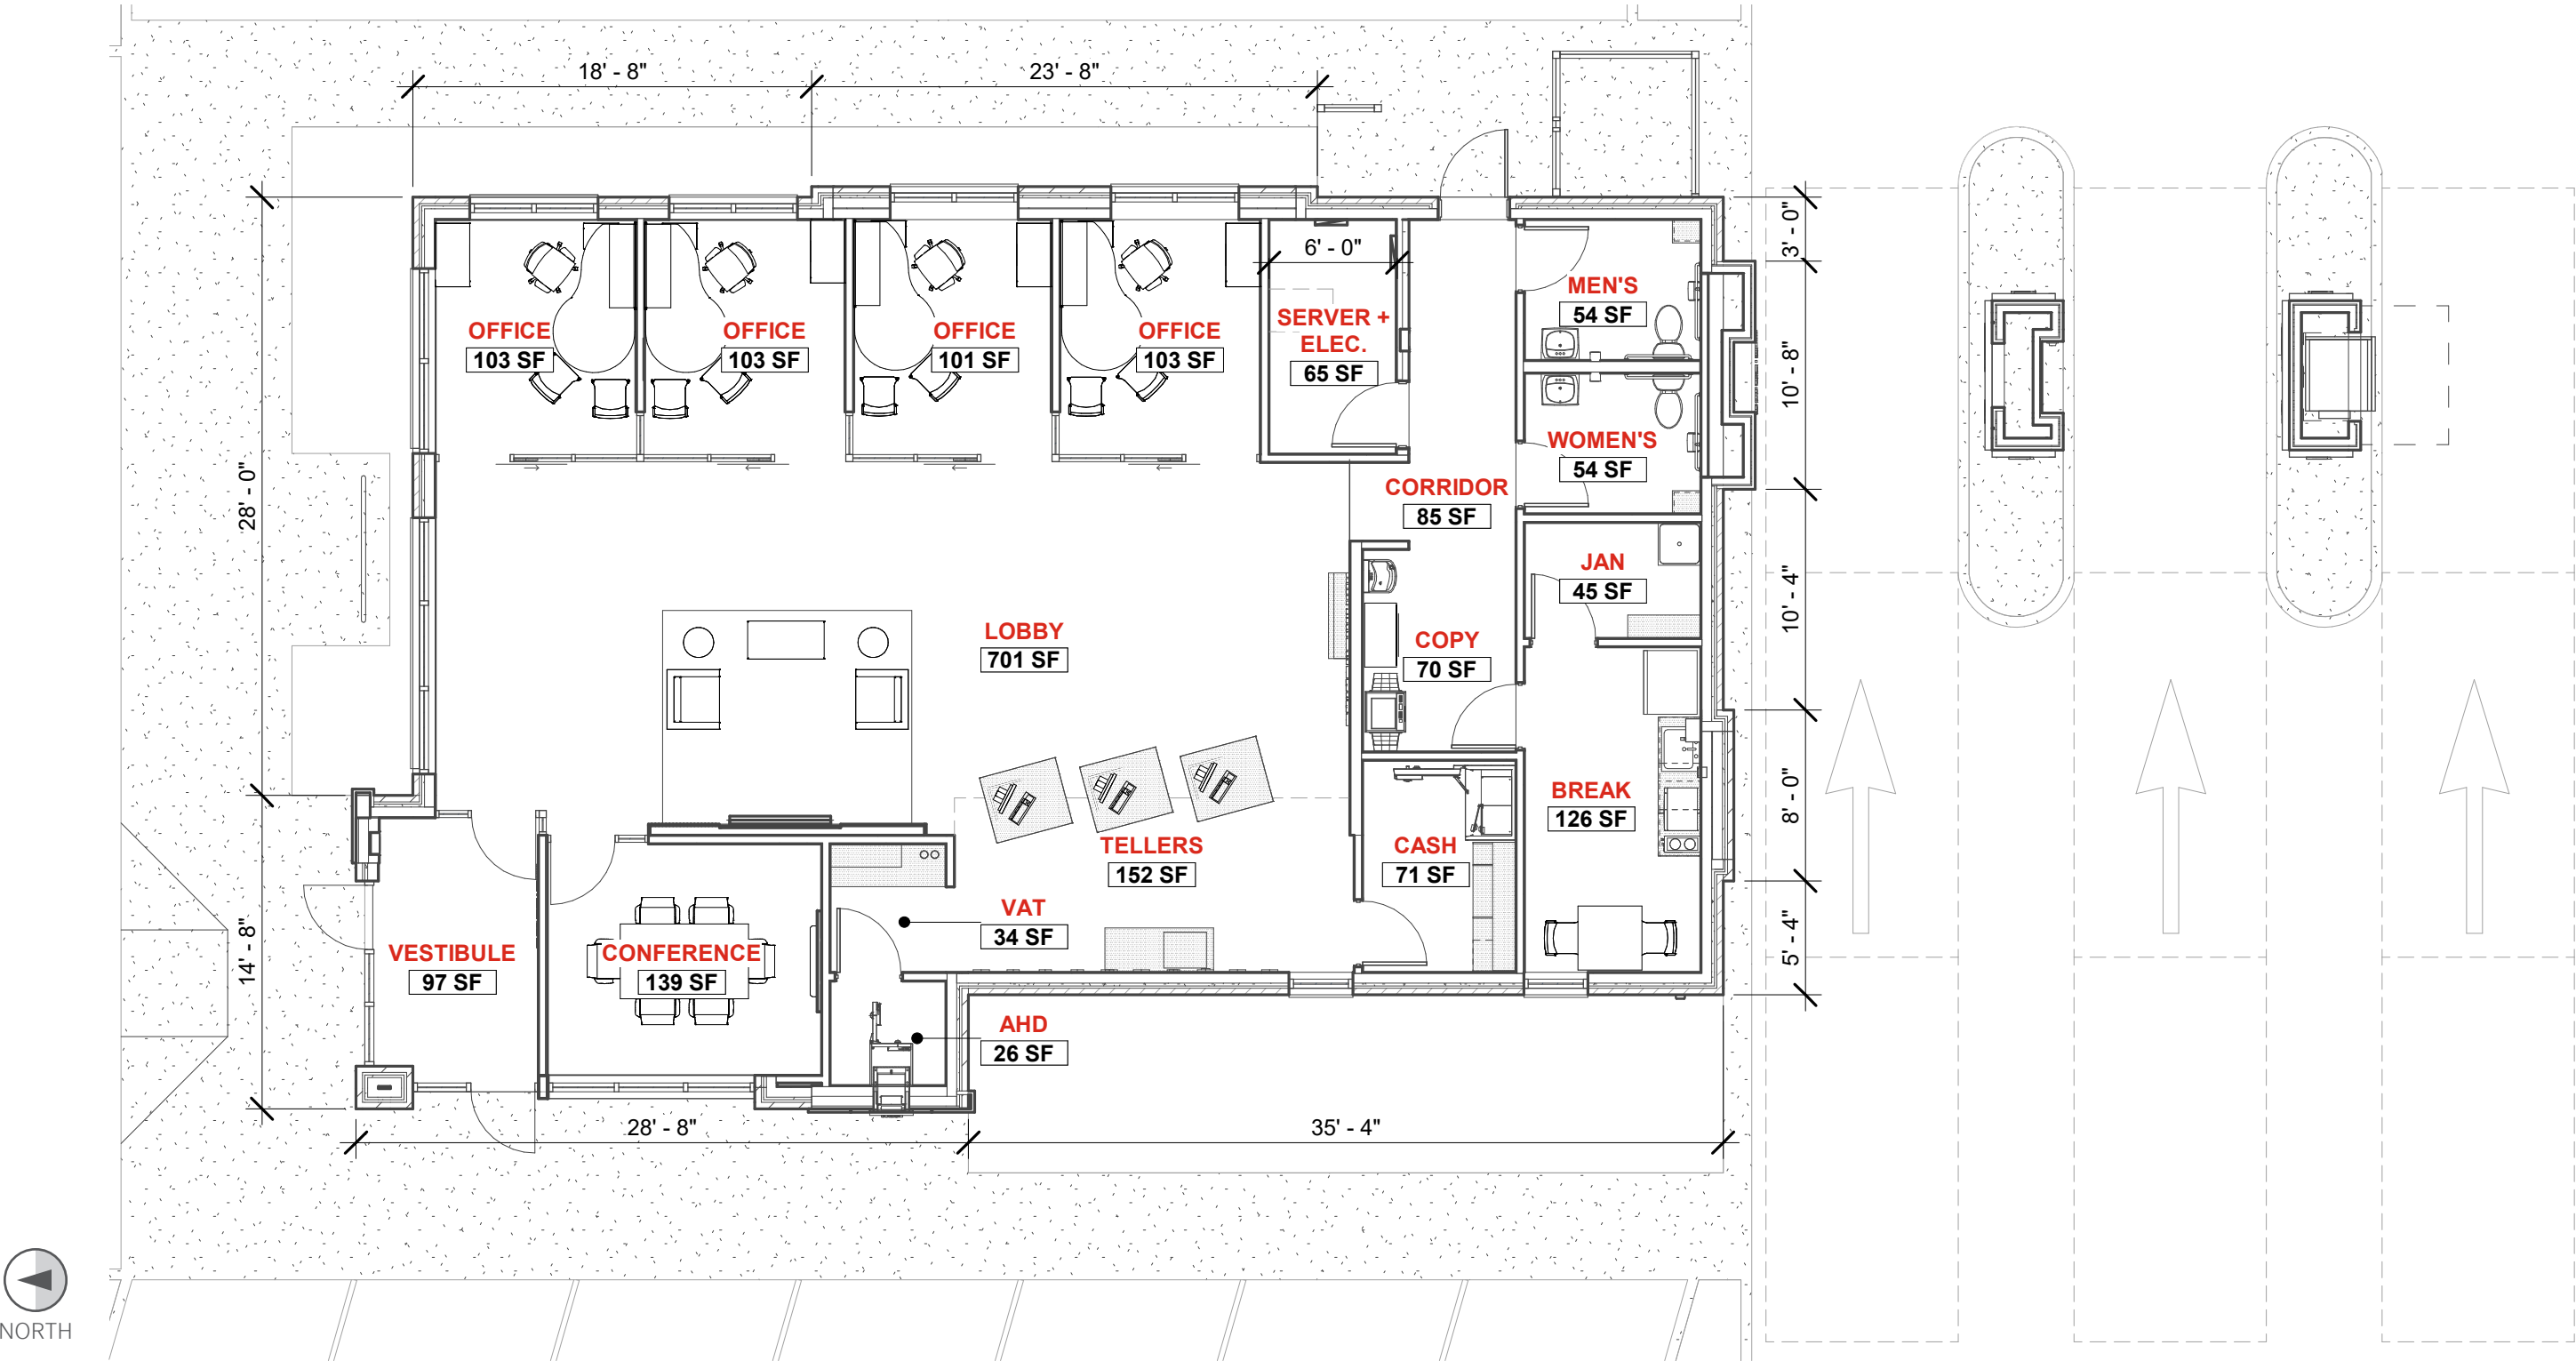 18' - 8"
23' - 8"
6' - 0"
3' - 0"
10' - 8"
10' - 4"
8' - 0"
5' - 4"
28' - 0"
14' - 8"
28' - 8"
35' - 4"
OFFICE
103 SF
OFFICE
103 SF
OFFICE
101 SF
OFFICE
103 SF
SERVER +
ELEC.
65 SF
MEN'S
54 SF
WOMEN'S
54 SF
CORRIDOR
85 SF
JAN
45 SF
LOBBY
701 SF
COPY
70 SF
BREAK
126 SF
TELLERS
152 SF
CASH
71 SF
VAT
34 SF
VESTIBULE
97 SF
CONFERENCE
139 SF
AHD
26 SF
NORTH